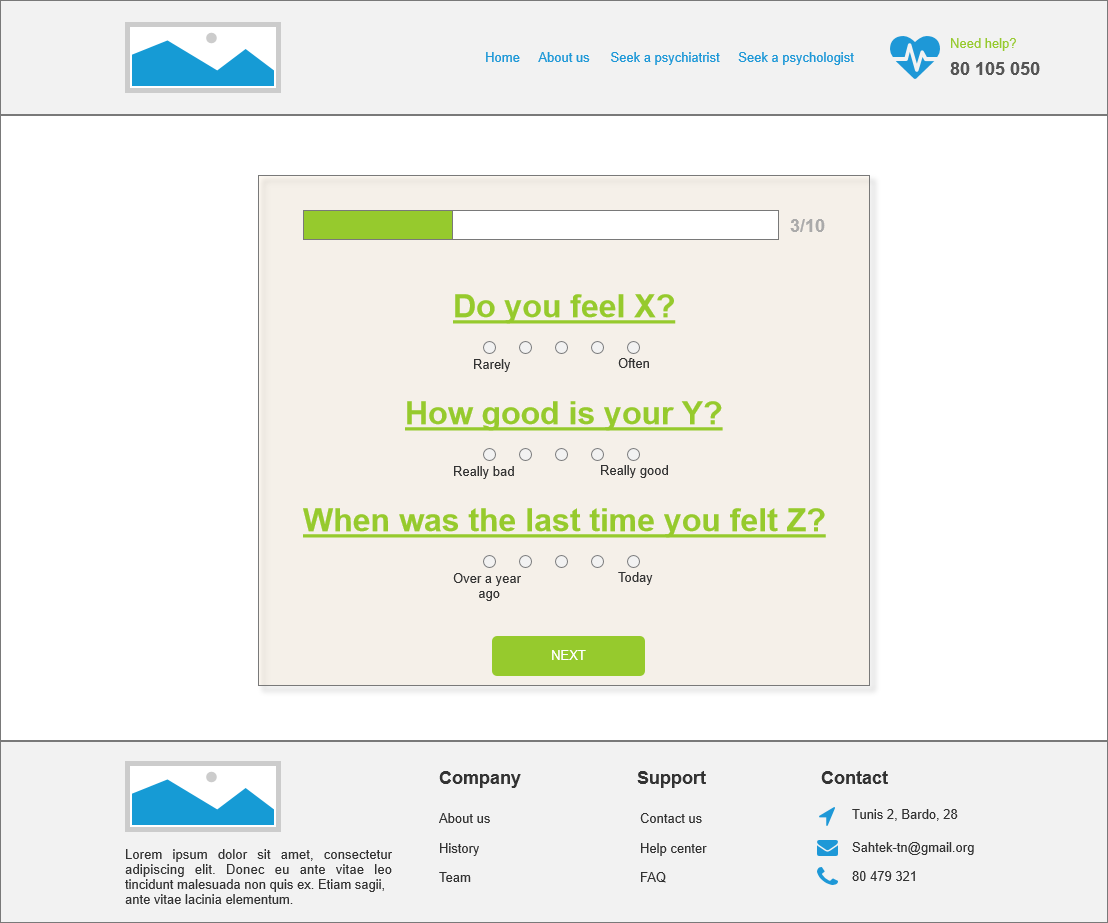 Home About us Seek a psychiatrist Seek a psychologist
Need help?
80 105 050
3/10
Do you feel X?
Rarely Often
How good is your Y?
Really bad Really good
When was the last time you felt Z?
Over a year
ago
Today
NEXT
Lorem ipsum dolor sit amet, consectetur
adipiscing elit. Donec eu ante vitae leo
tincidunt malesuada non quis ex. Etiam sagii,
ante vitae lacinia elementum.
Company
About us
History
Team
Support
Contact us
Help center
FAQ
Contact
Tunis 2, Bardo, 28
Sahtek-tn@gmail.org
80 479 321